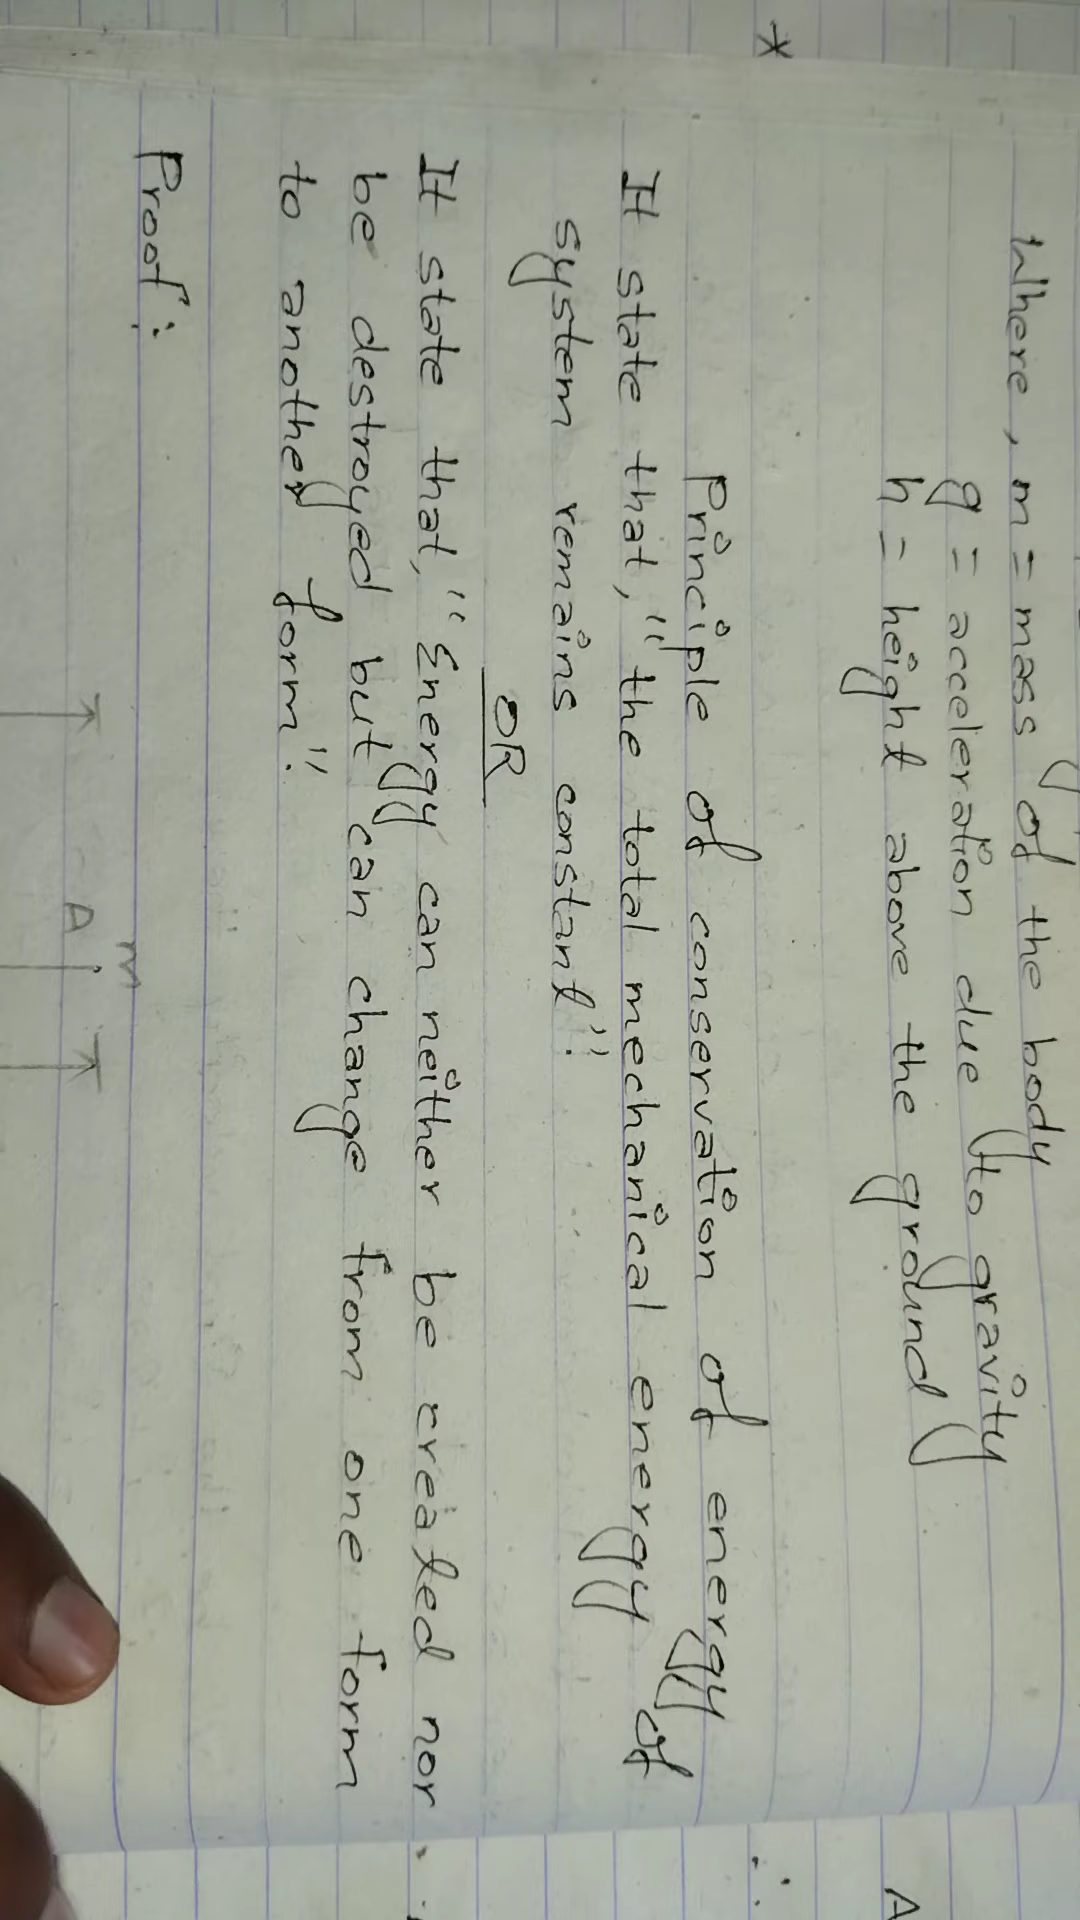 Where, m = mass of the body
g = acceleration due to gravity
h = height above the ground
*
Principle of conservation of energy
It state that, "the total mechanical energy of
system remains constant".
OR
It state that, "Energy can neither be created nor
be destroyed but can change from one form
to another form".
Proof:
m
A
A
∴